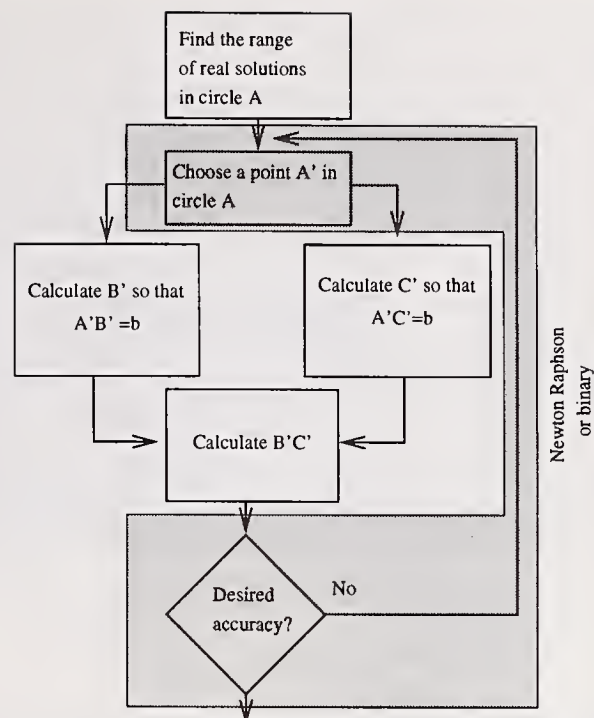 Find the range
of real solutions
in circle A
Choose a point A' in
circle A
Calculate B' so that
A'B' =b
Calculate C' so that
A'C'=b
Calculate B'C'
Desired
accuracy?
No
Newton Raphson
or binary